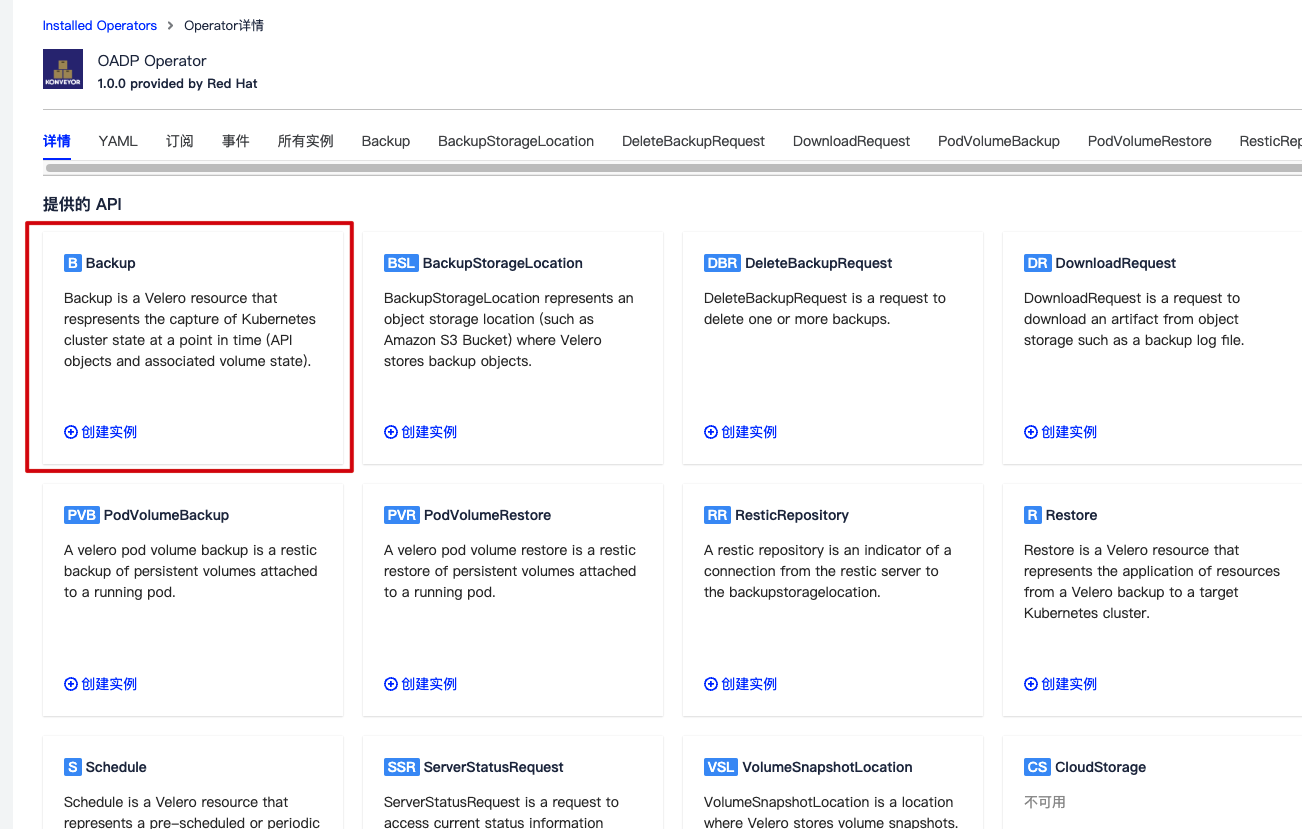 Installed Operators > Operator详情
KONVEYOR
OADP Operator
1.0.0 provided by Red Hat
详情 YAML 订阅 事件 所有实例 Backup BackupStorageLocation DeleteBackupRequest DownloadRequest PodVolumeBackup PodVolumeRestore ResticRep
提供的 API
B Backup
Backup is a Velero resource that
respresents the capture of Kubernetes
cluster state at a point in time (API
objects and associated volume state).
创建实例
BSL BackupStorageLocation
BackupStorageLocation represents an
object storage location (such as
Amazon S3 Bucket) where Velero
stores backup objects.
创建实例
DBR DeleteBackupRequest
DeleteBackupRequest is a request to
delete one or more backups.
创建实例
DR DownloadRequest
DownloadRequest is a request to
download an artifact from object
storage such as a backup log file.
创建实例
PVB PodVolumeBackup
A velero pod volume backup is a restic
backup of persistent volumes attached
to a running pod.
创建实例
PVR PodVolumeRestore
A velero pod volume restore is a restic
restore of persistent volumes attached
to a running pod.
创建实例
RR ResticRepository
A restic repository is an indicator of a
connection from the restic server to
the backupstoragelocation.
创建实例
R Restore
Restore is a Velero resource that
represents the application of resources
from a Velero backup to a target
Kubernetes cluster.
创建实例
S Schedule
Schedule is a Velero resource that
represents a pre-scheduled or periodic
SSR ServerStatusRequest
ServerStatusRequest is a request to
access current status information
VSL VolumeSnapshotLocation
VolumeSnapshotLocation is a location
where Velero stores volume snapshots.
CS CloudStorage
不可用